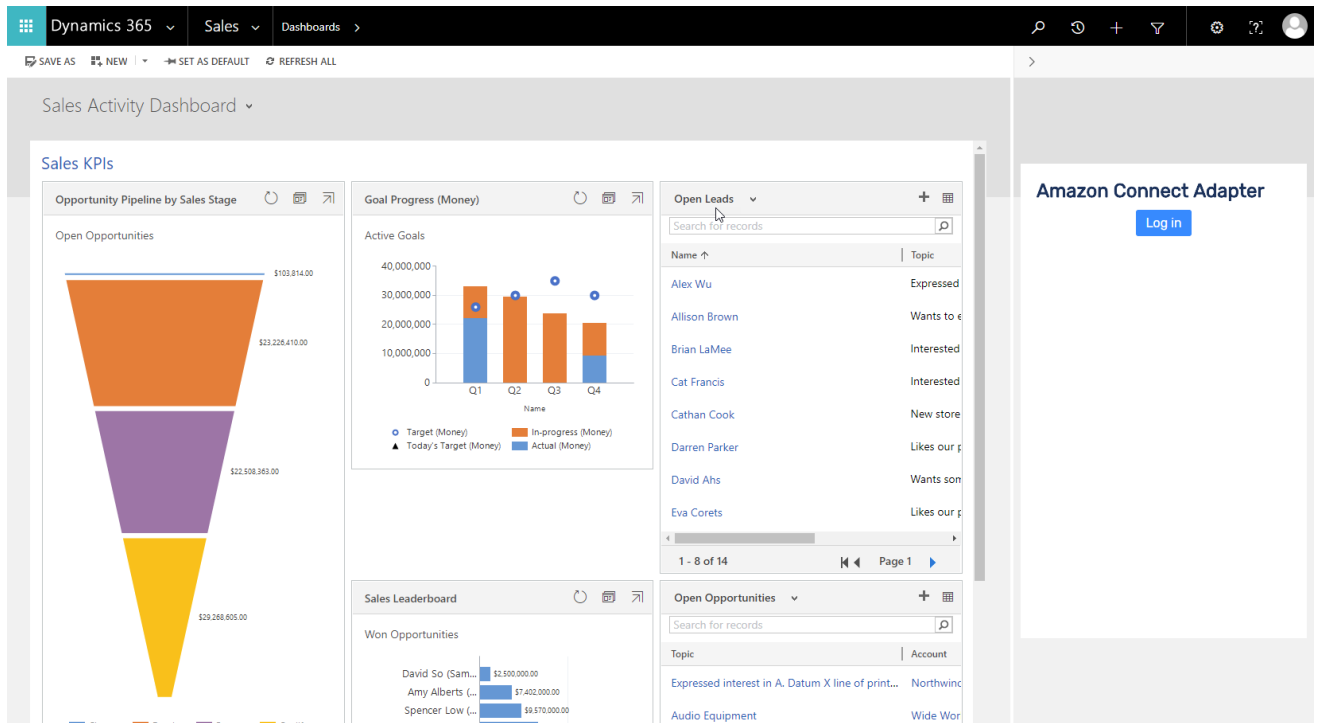 Dynamics 365 Sales Dashboards
SAVE AS NEW SET AS DEFAULT REFRESH ALL
Sales Activity Dashboard
Sales KPIs
Opportunity Pipeline by Sales Stage
Open Opportunities
$103,814.00
$23,226,410.00
$22,508,363.00
$29,268,605.00
Goal Progress (Money)
Active Goals
40,000,000
30,000,000
20,000,000
10,000,000
0
Q1 Q2 Q3 Q4
Name
Target (Money) In-progress (Money)
Today's Target (Money) Actual (Money)
Open Leads
Search for records
Name Topic
Alex Wu Expressed
Allison Brown Wants to e
Brian LaMee Interested
Cat Francis Interested
Cathan Cook New store
Darren Parker Likes our p
David Ahs Wants som
Eva Corets Likes our p
1 - 8 of 14 Page 1
Sales Leaderboard
Won Opportunities
David So (Sam... $2,500,000.00
Amy Alberts (... $7,402,000.00
Spencer Low (... $9,570,000.00
Open Opportunities
Search for records
Topic Account
Expressed interest in A. Datum X line of print... Northwind
Audio Equipment Wide Wor
Amazon Connect Adapter
Log in